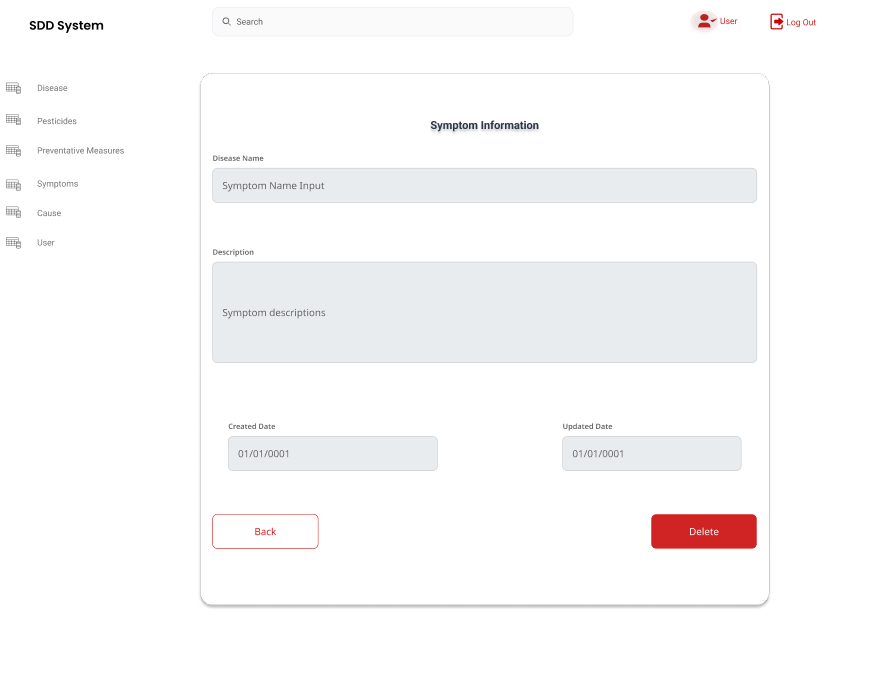 SDD System
Search
User
Log Out
Disease
Pesticides
Preventative Measures
Symptoms
Cause
User
Symptom Information
Disease Name
Symptom Name Input
Description
Symptom descriptions
Created Date
Updated Date
01/01/0001
01/01/0001
Back
Delete